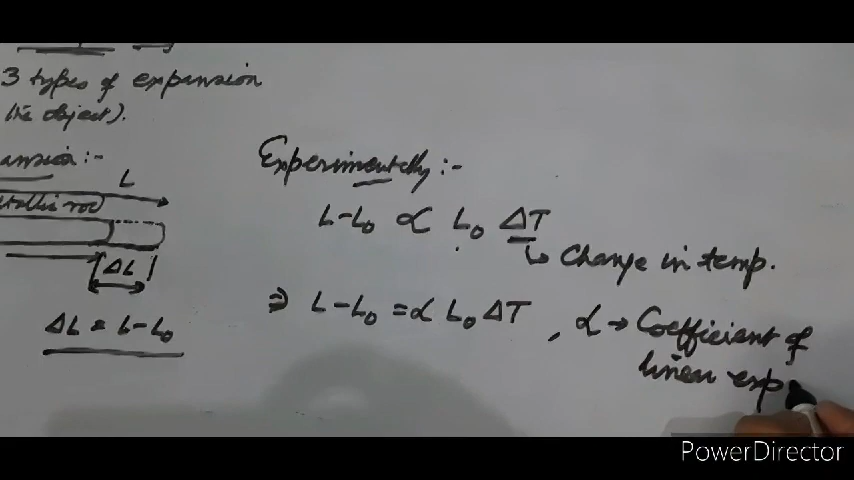 3 types of expansion
the object).
ansion :-
L
tallic rod
ΔL
ΔL = L-L₀
Experimentally :-
L-L₀ ∝ L₀ ΔT
↳ Change in temp.
⇒ L-L₀ = α L₀ ΔT , α → Coefficient of
linear exp
PowerDirector